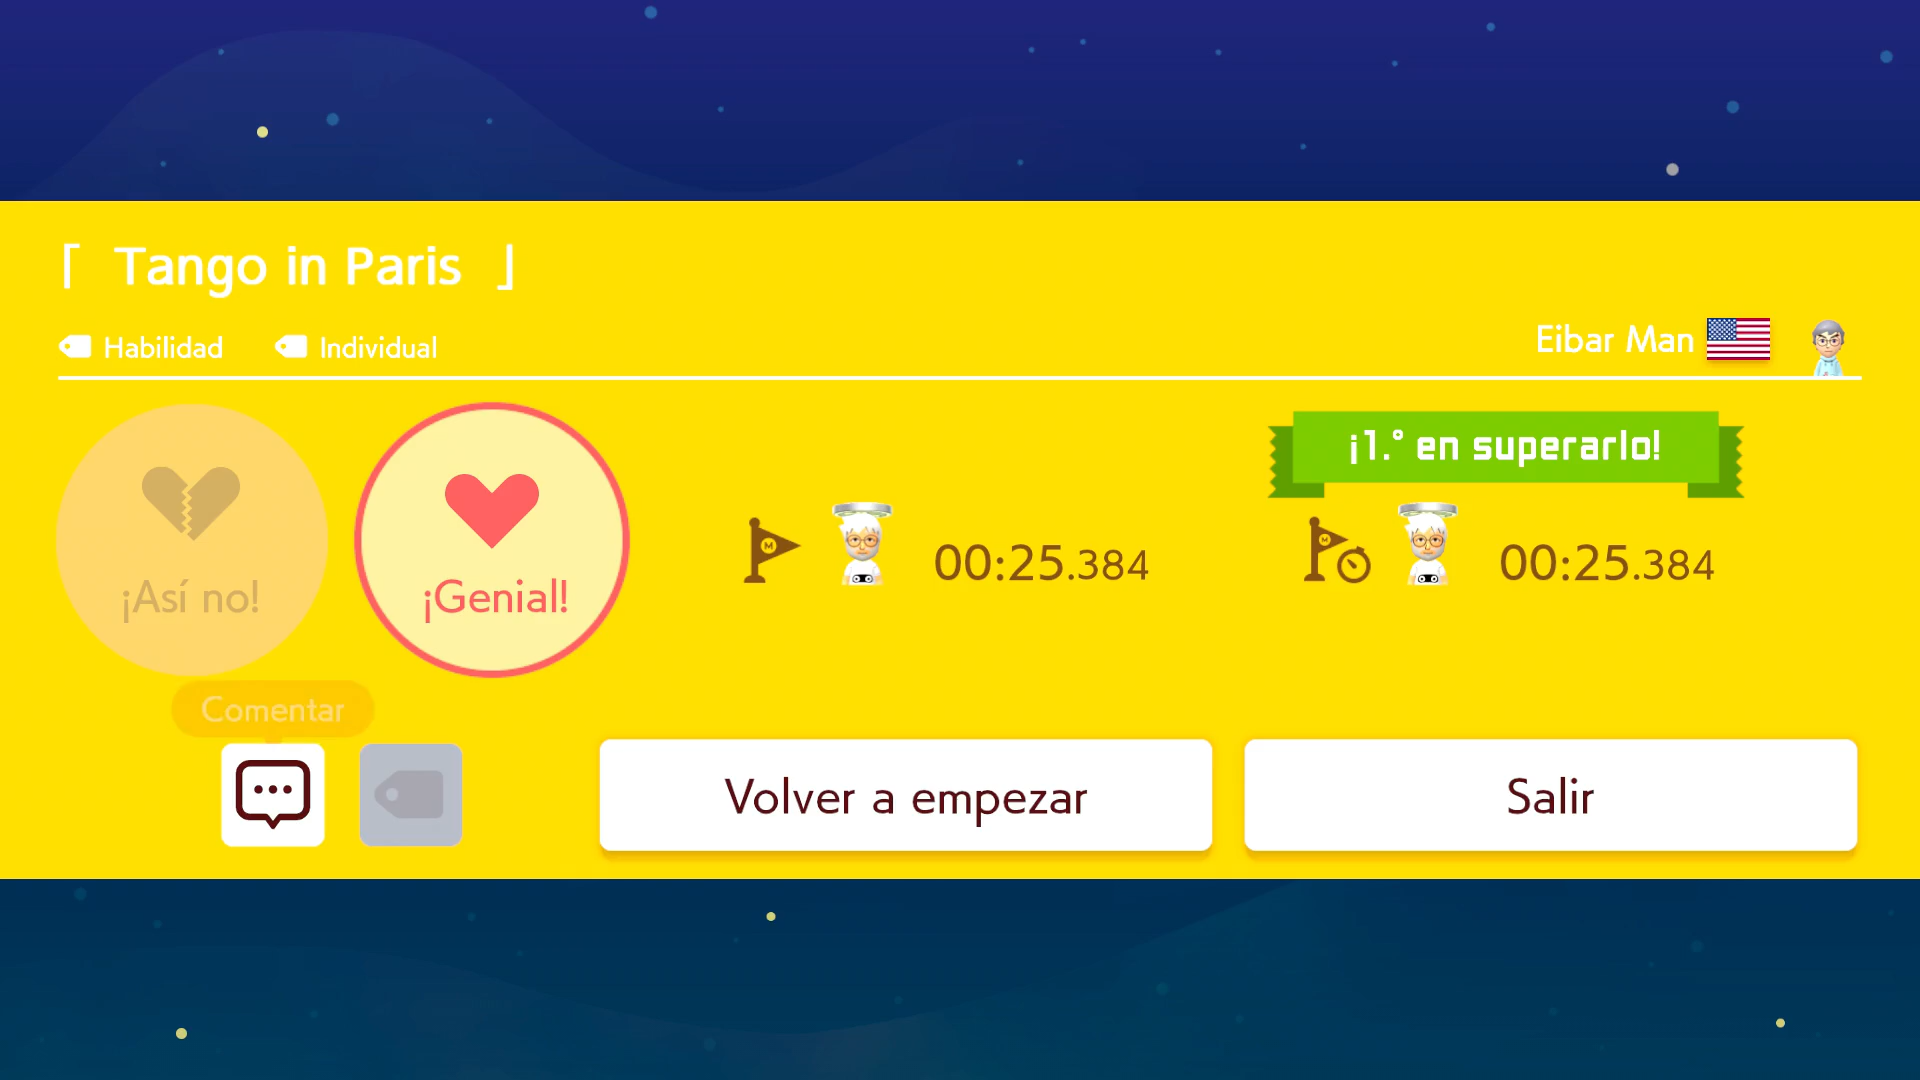 「 Tango in Paris 」
Habilidad Individual
Eibar Man
¡Así no!
¡Genial!
M 00:25.384
¡1.° en superarlo!
M 00:25.384
Comentar
Volver a empezar
Salir